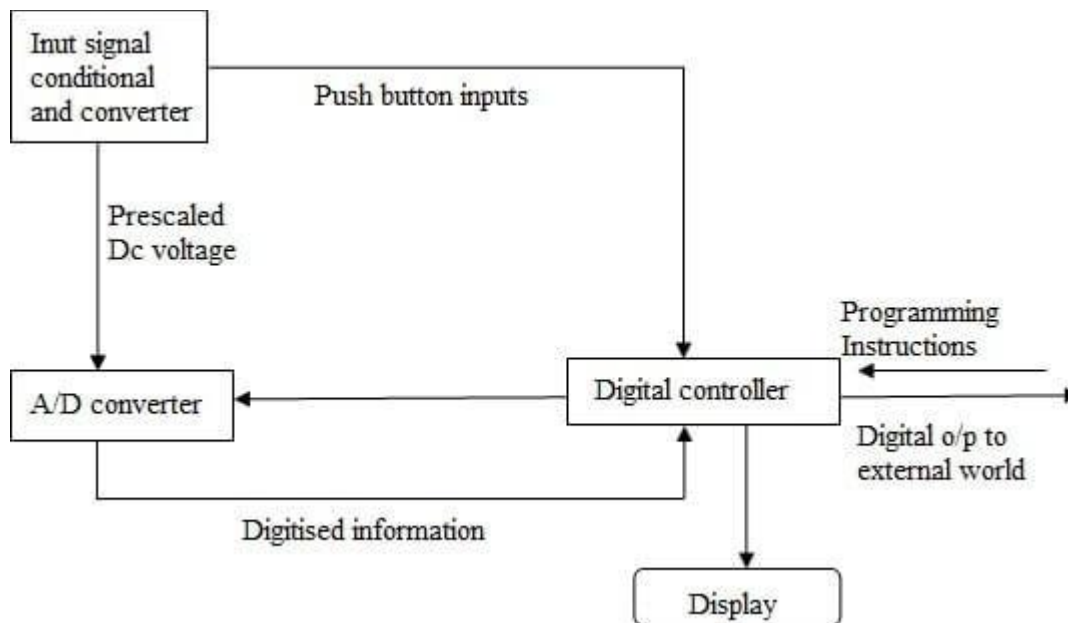 Inut signal
conditional
and converter
Push button inputs
Prescaled
Dc voltage
Programming
Instructions
A/D converter
Digital controller
Digital o/p to
external world
Digitised information
Display